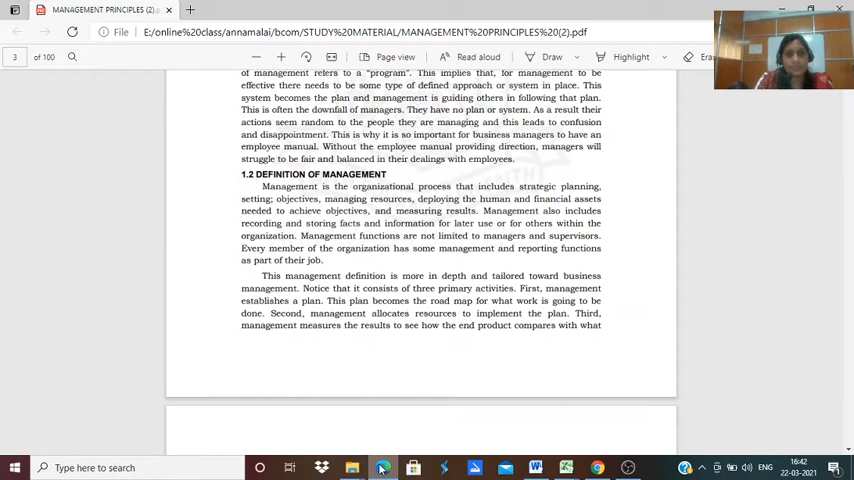 MANAGEMENT PRINCIPLES (2).
File
E:/online%20class/annamalai/bcom/STUDY%20MATERIAL/MANAGEMENT%20PRINCIPLES%20(2).pdf
3 of 100
Page view
Read aloud
Draw
Highlight
Eras
of management refers to a “program”. This implies that, for management to be
effective there needs to be some type of defined approach or system in place. This
system becomes the plan and management is guiding others in following that plan.
This is often the downfall of managers. They have no plan or system. As a result their
actions seem random to the people they are managing and this leads to confusion
and disappointment. This is why it is so important for business managers to have an
employee manual. Without the employee manual providing direction, managers will
struggle to be fair and balanced in their dealings with employees.
1.2 DEFINITION OF MANAGEMENT
Management is the organizational process that includes strategic planning,
setting; objectives, managing resources, deploying the human and financial assets
needed to achieve objectives, and measuring results. Management also includes
recording and storing facts and information for later use or for others within the
organization. Management functions are not limited to managers and supervisors.
Every member of the organization has some management and reporting functions
as part of their job.
This management definition is more in depth and tailored toward business
management. Notice that it consists of three primary activities. First, management
establishes a plan. This plan becomes the road map for what work is going to be
done. Second, management allocates resources to implement the plan. Third,
management measures the results to see how the end product compares with what
Type here to search
ENG
16:42
22-03-2021